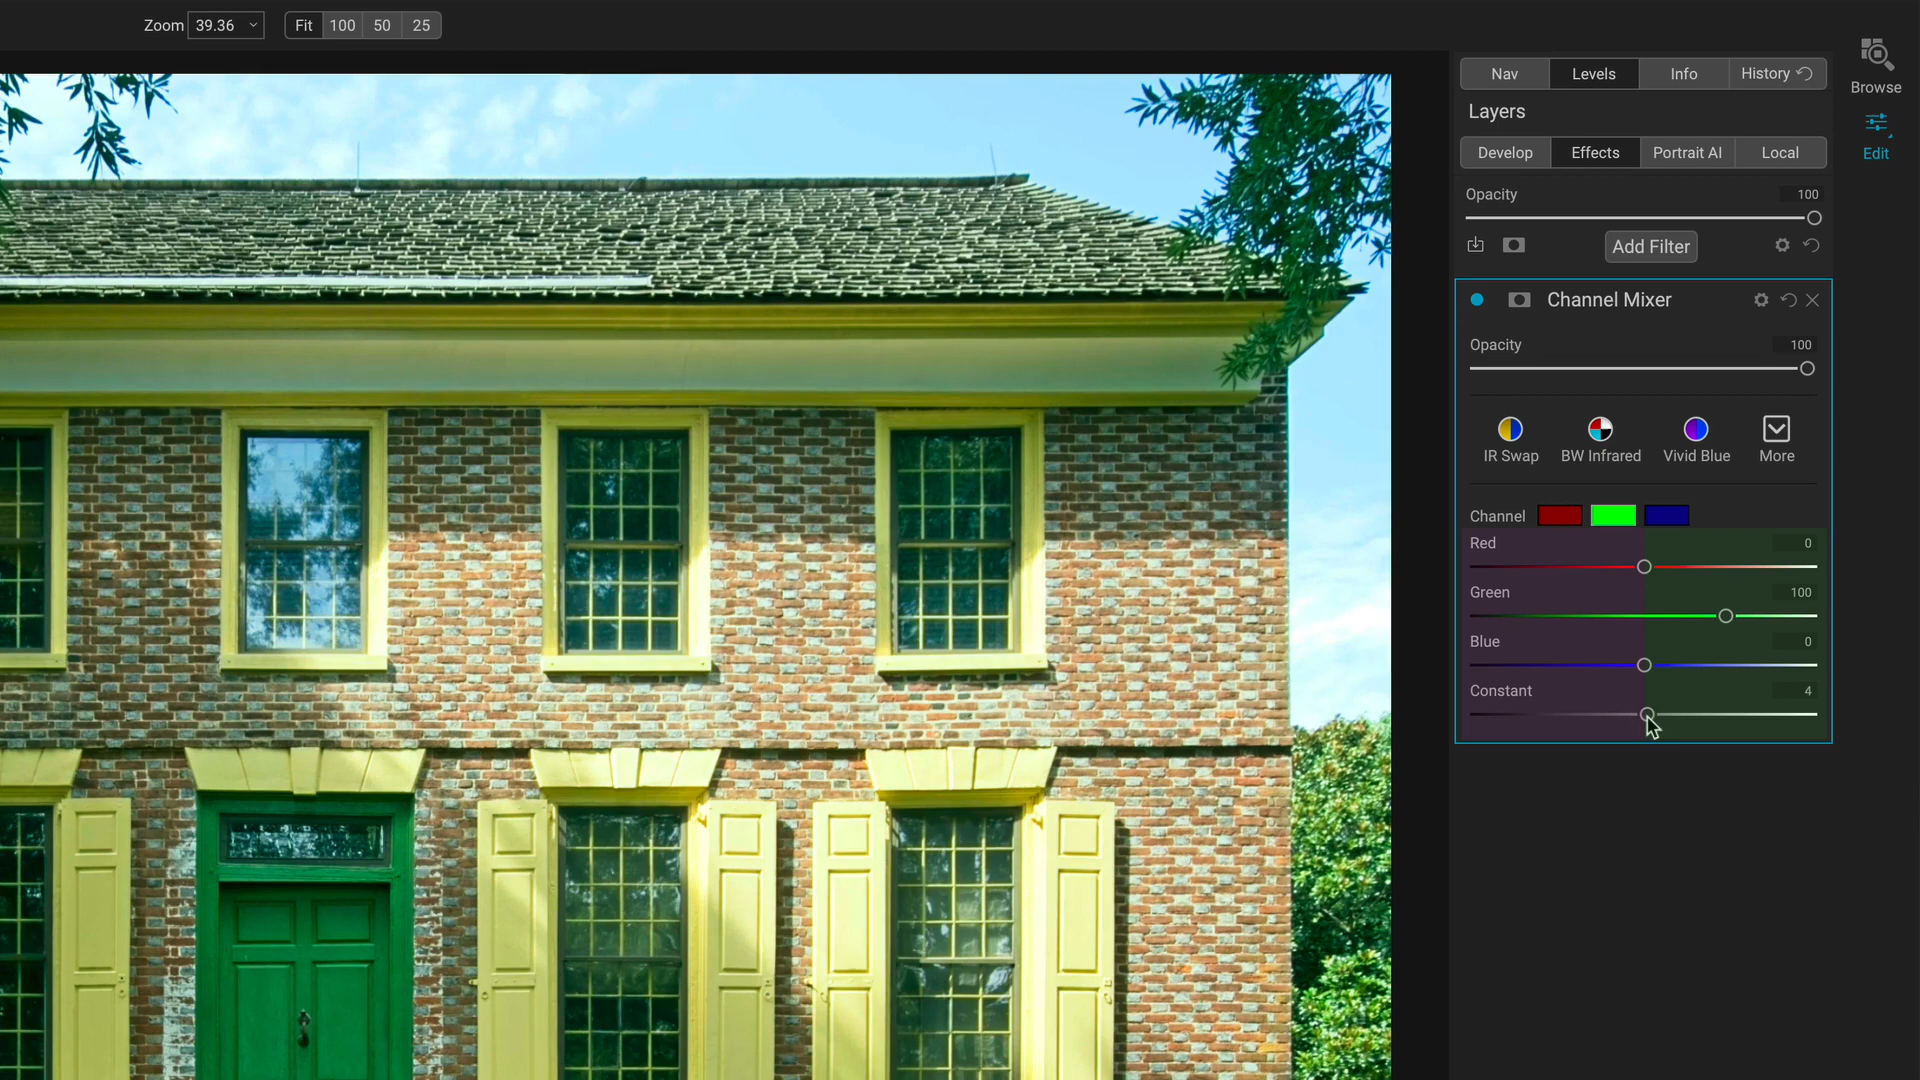 Zoom 39.36 Fit 100 50 25
Browse
Edit
Nav Levels Info History
Layers
Develop Effects Portrait AI Local
Opacity 100
Add Filter
Channel Mixer
Opacity 100
IR Swap BW Infrared Vivid Blue More
Channel
Red 0
Green 100
Blue 0
Constant 4